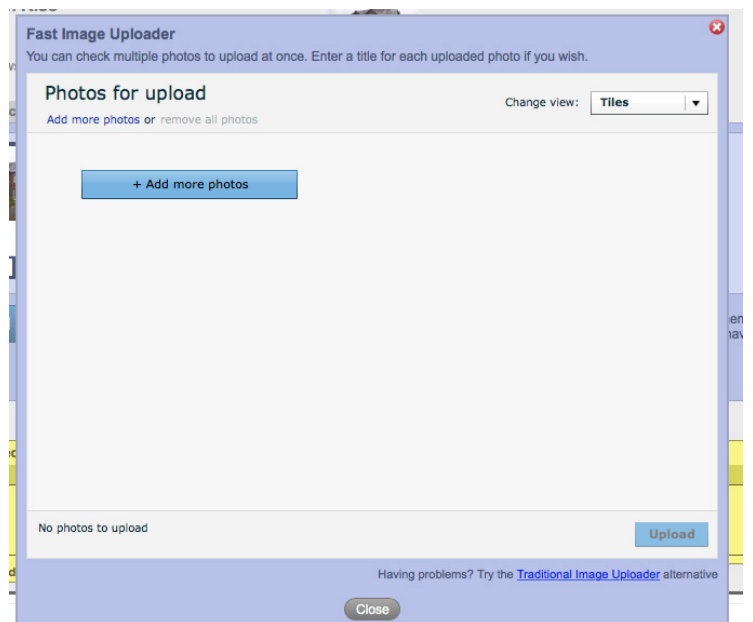 Fast Image Uploader
You can check multiple photos to upload at once. Enter a title for each uploaded photo if you wish.
Photos for upload
Change view: Tiles
Add more photos or remove all photos
+ Add more photos
No photos to upload
Upload
Having problems? Try the Traditional Image Uploader alternative
Close